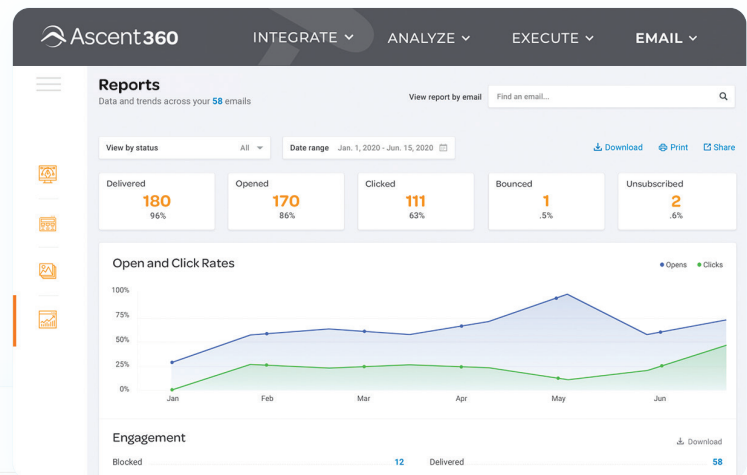 Ascent360
INTEGRATE ANALYZE EXECUTE EMAIL
Reports
Data and trends across your 58 emails
View report by email Find an email...
View by status All Date range Jan. 1, 2020 - Jun. 15, 2020 Download Print Share
Delivered Opened Clicked Bounced Unsubscribed
180 170 111 1 2
96% 86% 63% .5% .6%
Open and Click Rates
Opens Clicks
100%
75%
50%
25%
0%
Jan Feb Mar Apr May Jun
Engagement
Download
Blocked 12 Delivered 58